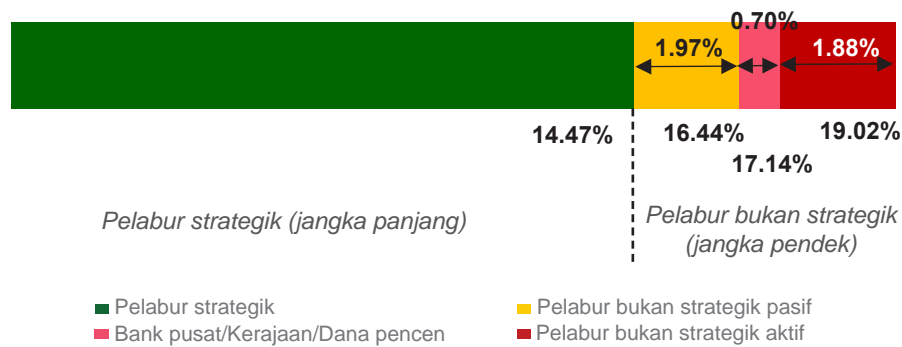 0.70%
1.97%
1.88%
14.47%
16.44%
19.02%
17.14%
Pelabur strategik (jangka panjang)
Pelabur bukan strategik
(jangka pendek)
Pelabur strategik
Pelabur bukan strategik pasif
Bank pusat/Kerajaan/Dana pencen
Pelabur bukan strategik aktif